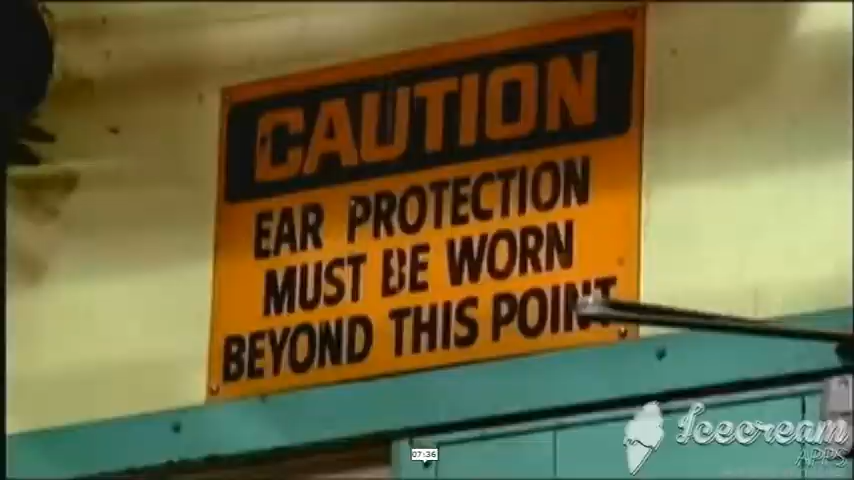 CAUTION
EAR PROTECTION
MUST BE WORN
BEYOND THIS POINT
07:36
Icecream
APPS